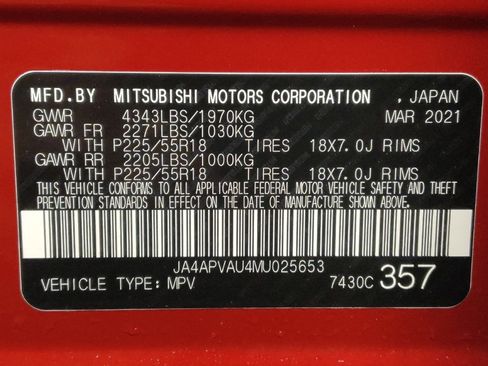 MFD.BY MITSUBISHI MOTORS CORPORATION , JAPAN
GVWR 4343LBS/1970KG MAR 2021
GAWR FR 2271LBS/1030KG
WITH P225/55R18 TIRES 18X7.0J RIMS
GAWR RR 2205LBS/1000KG
WITH P225/55R18 TIRES 18X7.0J RIMS
THIS VEHICLE CONFORMS TO ALL APPLICABLE FEDERAL MOTOR VEHICLE SAFETY AND THEFT
PREVENTION STANDARDS IN EFFECT ON THE DATE OF MANUFACTURE SHOWN ABOVE.
JA4APVAU4MU025653
VEHICLE TYPE: MPV 7430C 357